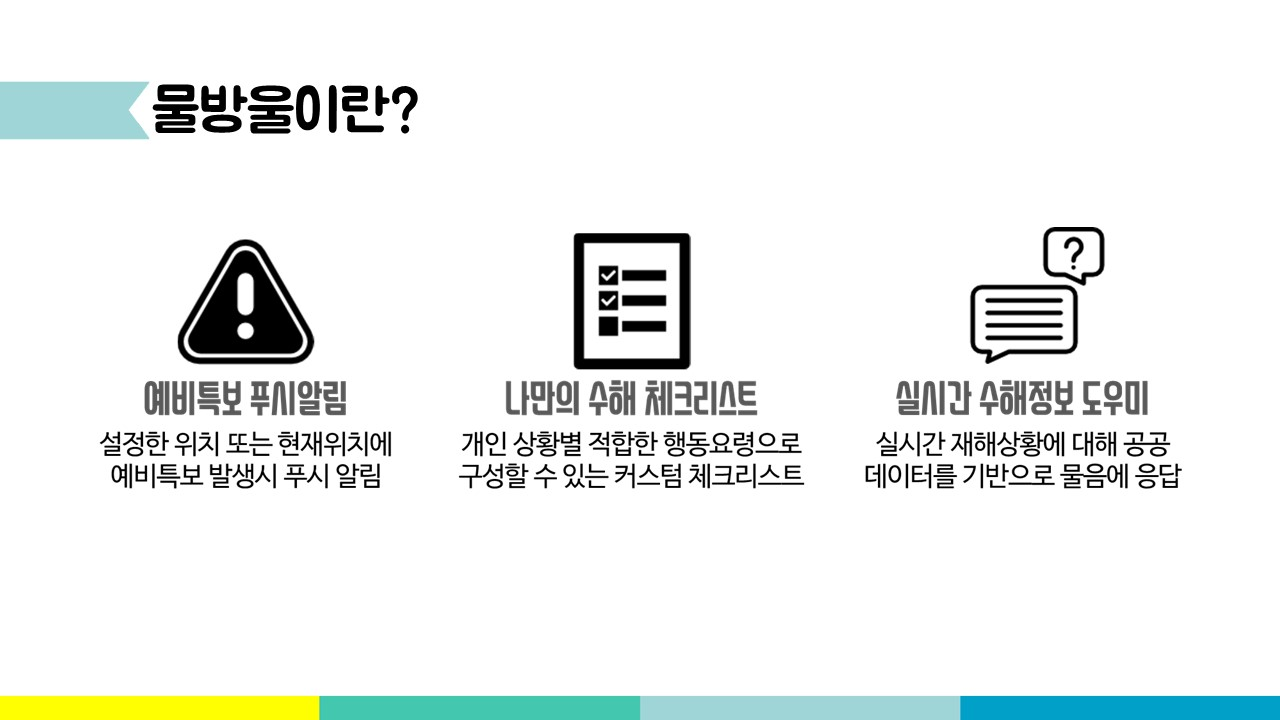 물방울이란?
?
예비특보 푸시알림
설정한 위치 또는 현재위치에
예비특보 발생시 푸시 알림
나만의 수해 체크리스트
개인 상황별 적합한 행동요령으로
구성할 수 있는 커스텀 체크리스트
실시간 수해정보 도우미
실시간 재해상황에 대해 공공
데이터를 기반으로 물음에 응답